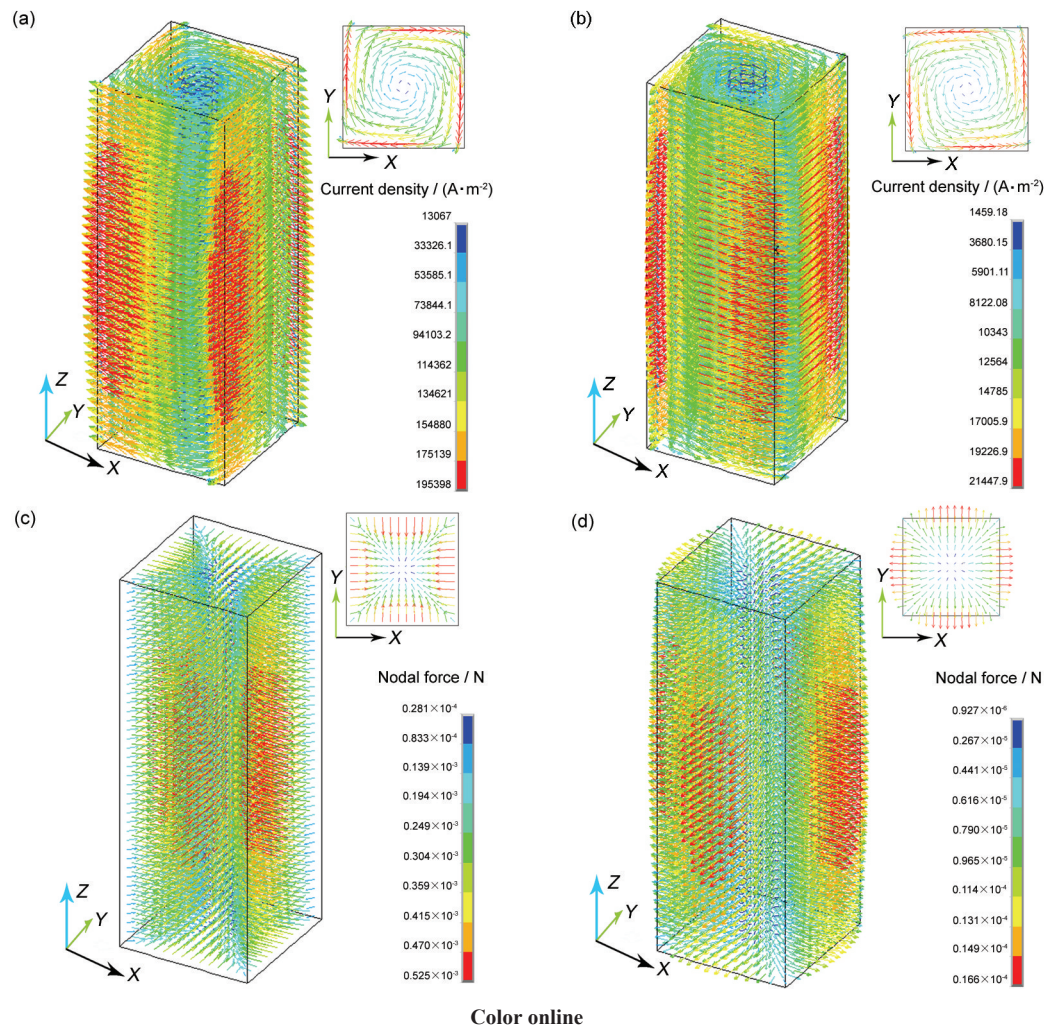 (a)
Y
X
Current density / (A·m⁻²)
13067
33326.1
53585.1
73844.1
94103.2
114362
134621
154880
175139
195398
Z
Y
X
(b)
Y
X
Current density / (A·m⁻²)
1459.18
3680.15
5901.11
8122.08
10343
12564
14785
17005.9
19226.9
21447.9
Z
Y
X
(c)
Y
X
Nodal force / N
0.281×10⁻⁴
0.833×10⁻⁴
0.139×10⁻³
0.194×10⁻³
0.249×10⁻³
0.304×10⁻³
0.359×10⁻³
0.415×10⁻³
0.470×10⁻³
0.525×10⁻³
Z
Y
X
(d)
Y
X
Nodal force / N
0.927×10⁻⁶
0.267×10⁻⁵
0.441×10⁻⁵
0.616×10⁻⁵
0.790×10⁻⁵
0.965×10⁻⁵
0.114×10⁻⁴
0.131×10⁻⁴
0.149×10⁻⁴
0.166×10⁻⁴
Z
Y
X
Color online